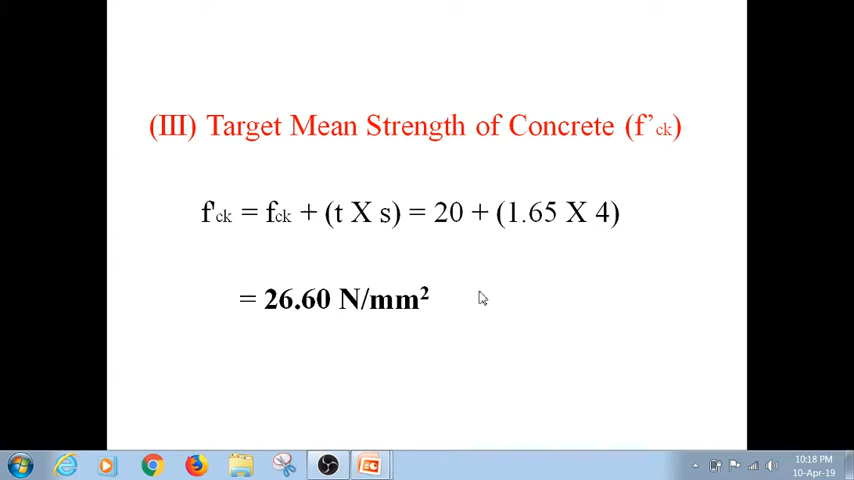 (III) Target Mean Strength of Concrete (f’ck)
f'ck = fck + (t X s) = 20 + (1.65 X 4)
= 26.60 N/mm²
10:18 PM
10-Apr-19